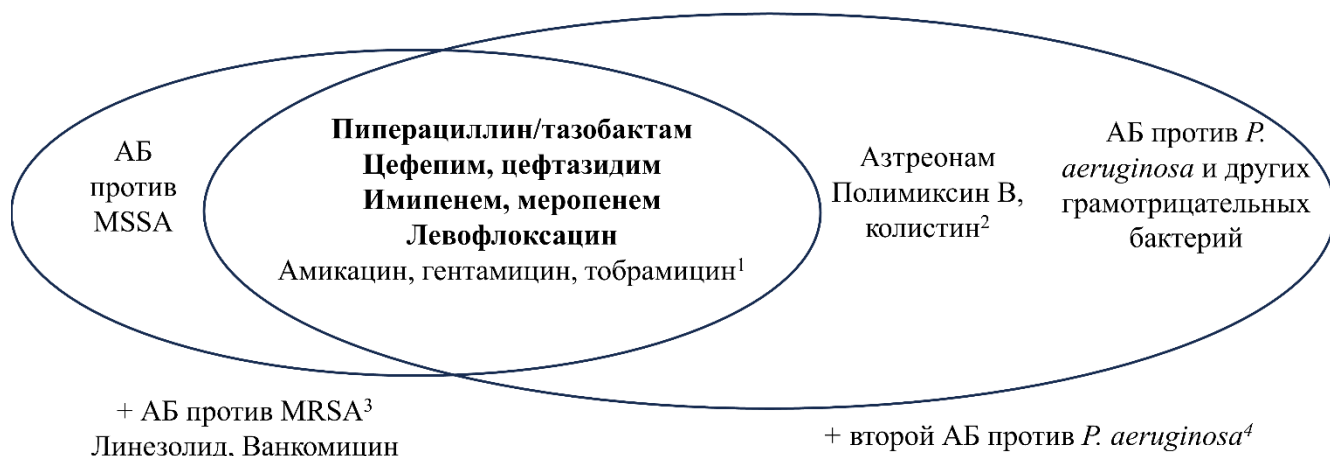 АБ
против
MSSA
Пиперациллин/тазобактам
Цефепим, цефтазидим
Имипенем, меропенем
Левофлоксацин
Амикацин, гентамицин, тобрамицин¹
Азтреонам
Полимиксин В,
колистин²
АБ против P.
aeruginosa и других
грамотрицательных
бактерий
+ АБ против MRSA³
Линезолид, Ванкомицин
+ второй АБ против P. aeruginosa⁴